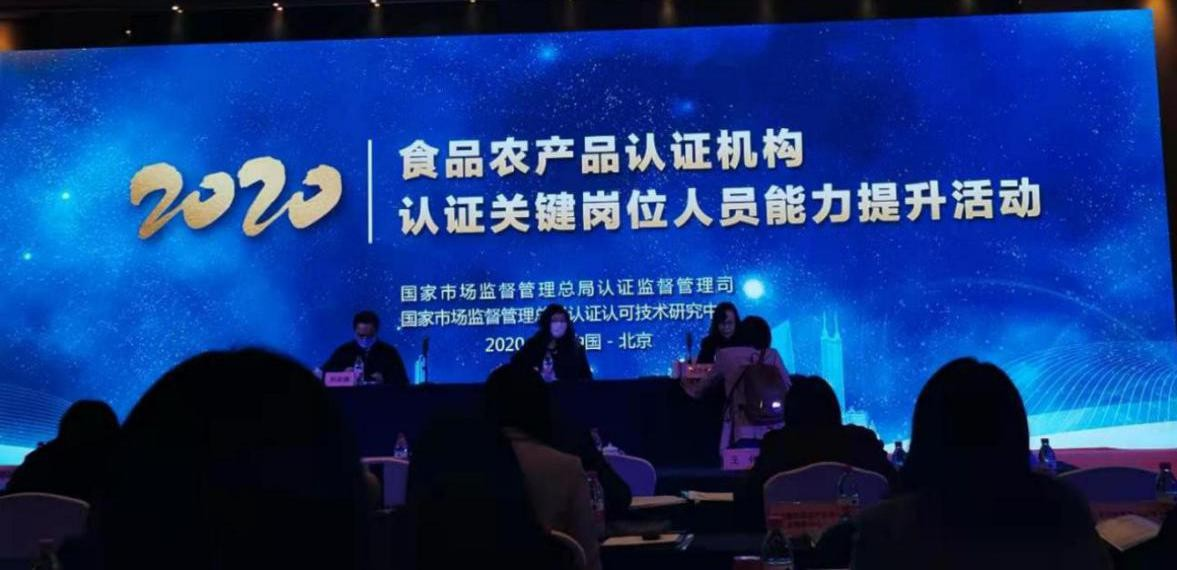 2020
食品农产品认证机构
认证关键岗位人员能力提升活动
国家市场监督管理总局认证监督管理司
国家市场监督管理总 认证认可技术研究中
2020 中国 - 北京
王